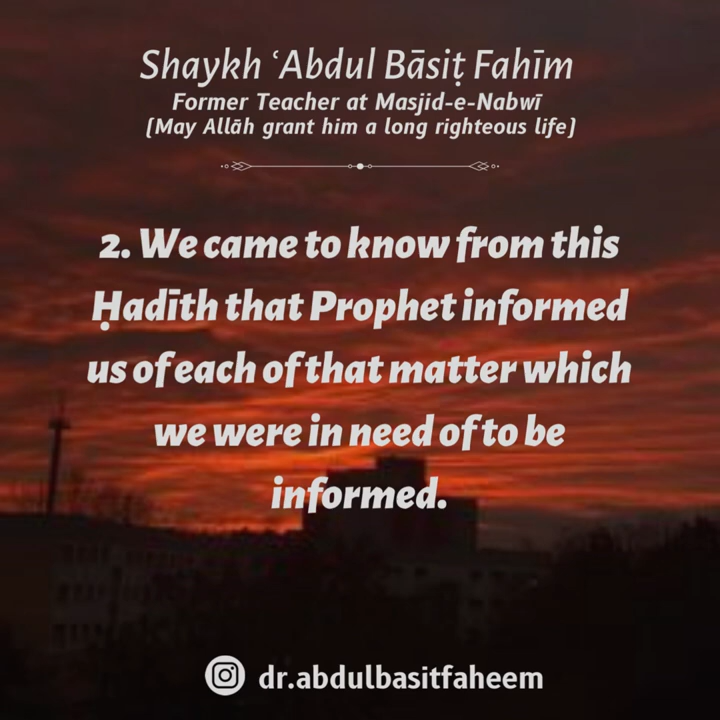 Shaykh ʿAbdul Bāsiṭ Fahīm
Former Teacher at Masjid-e-Nabwī
[May Allāh grant him a long righteous life]
2. We came to know from this
Ḥadīth that Prophet informed
us of each of that matter which
we were in need of to be
informed.
dr.abdulbasitfaheem